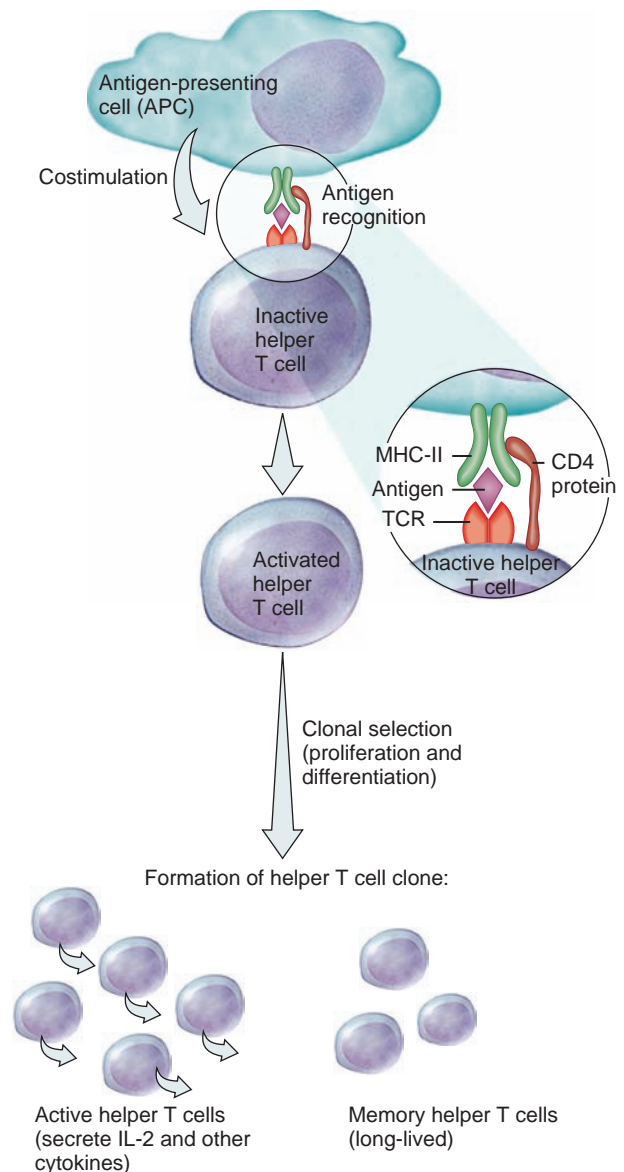 Antigen-presenting
cell (APC)
Costimulation
Antigen
recognition
Inactive
helper
T cell
MHC-II
CD4
protein
Antigen
TCR
Inactive helper
T cell
Activated
helper
T cell
Clonal selection
(proliferation and
differentiation)
Formation of helper T cell clone:
Active helper T cells
(secrete IL-2 and other
cytokines)
Memory helper T cells
(long-lived)